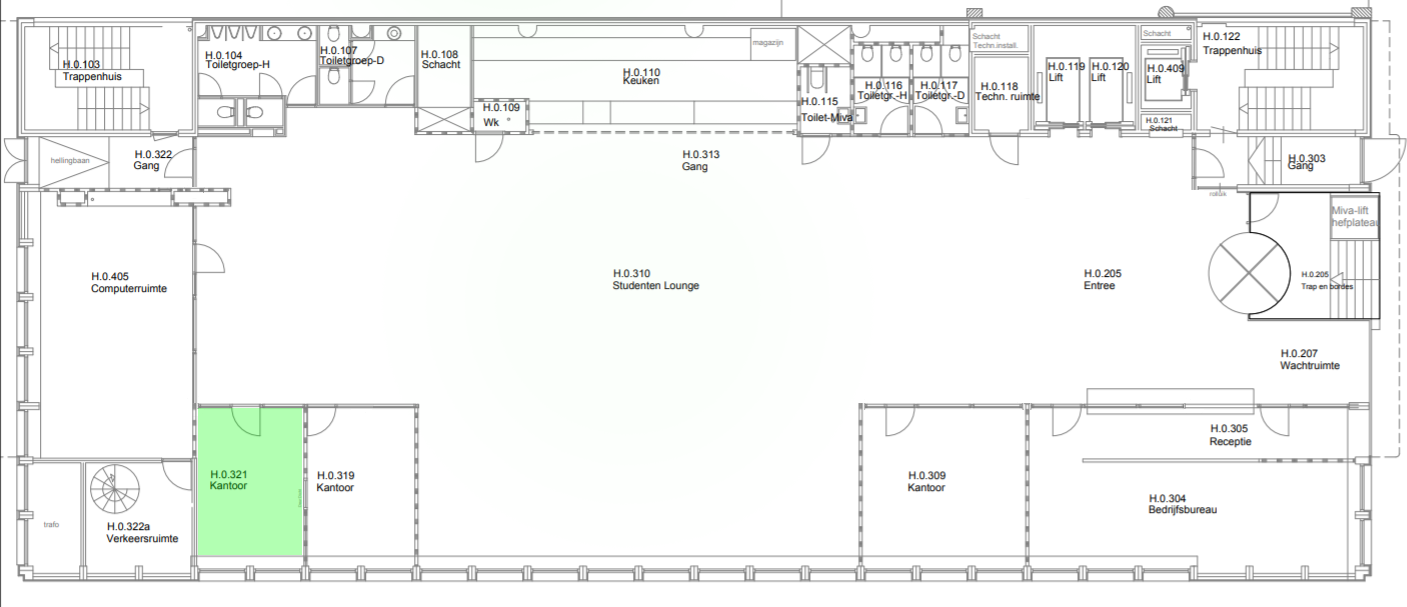 H.0.103
Trappenhuis
H.0.104
Toiletgroep-H
H.0.107
Toiletgroep-D
H.0.108
Schacht
H.0.109
Wk
H.0.110
Keuken
magazijn
H.0.115
Toilet-Miva
H.0.116
Toiletgr.-H
H.0.117
Toiletgr.-D
Schacht
Techn.install.
H.0.118
Techn. ruimte
H.0.119
Lift
H.0.120
Lift
Schacht
H.0.409
Lift
H.0.121
Schacht
H.0.122
Trappenhuis
hellingbaan
H.0.322
Gang
H.0.313
Gang
H.0.303
Gang
Miva-lift
hefplateau
H.0.405
Computerruimte
H.0.310
Studenten Lounge
H.0.205
Entree
H.0.205
Trap en bordes
H.0.207
Wachtruimte
H.0.305
Receptie
H.0.321
Kantoor
H.0.319
Kantoor
H.0.309
Kantoor
H.0.304
Bedrijfsbureau
trafo
H.0.322a
Verkeersruimte